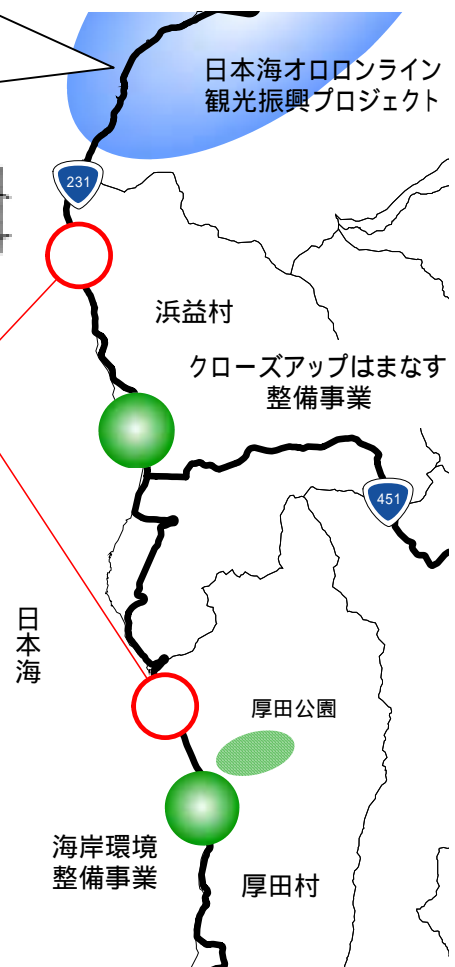 日本海オロロンライン
観光振興プロジェクト
231
浜益村
クローズアップはまなす
整備事業
451
日本海
厚田公園
海岸環境
整備事業
厚田村